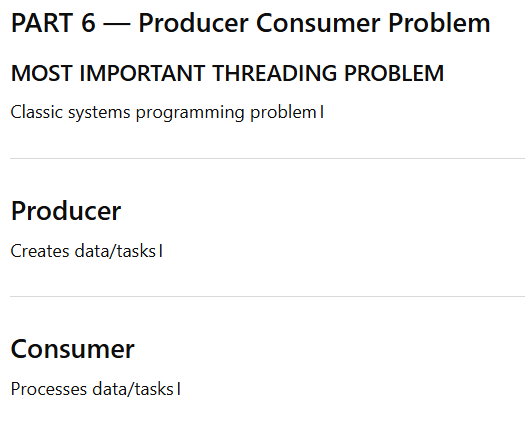 PART 6 — Producer Consumer Problem
MOST IMPORTANT THREADING PROBLEM
Classic systems programming problem।
Producer
Creates data/tasks।
Consumer
Processes data/tasks।